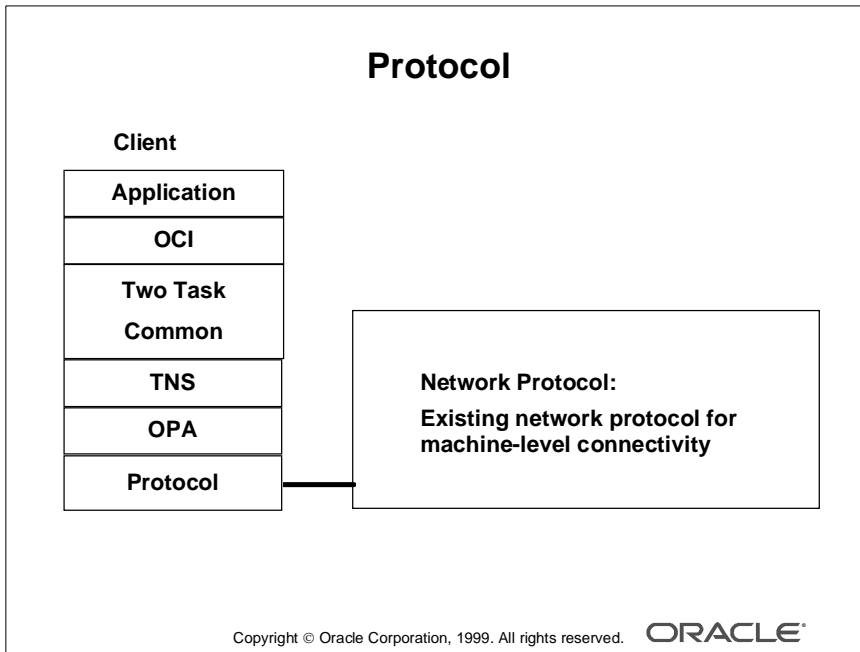 Protocol
Client
Application
OCI
Two Task
Common
TNS
OPA
Protocol
Network Protocol:
Existing network protocol for
machine-level connectivity
Copyright © Oracle Corporation, 1999. All rights reserved.
ORACLE®